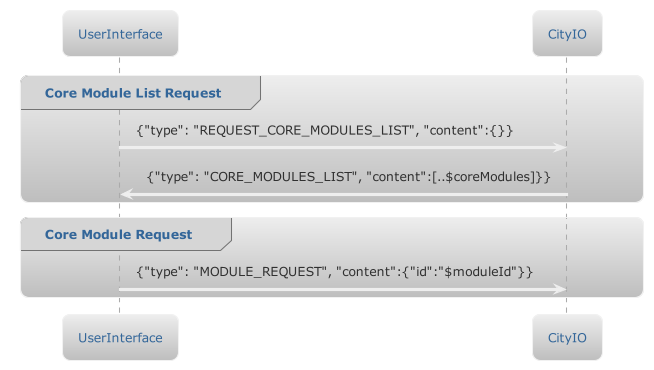 UserInterface
CityIO
Core Module List Request
{"type": "REQUEST_CORE_MODULES_LIST", "content":{}}
{"type": "CORE_MODULES_LIST", "content":[..$coreModules]}}
Core Module Request
{"type": "MODULE_REQUEST", "content":{"id":"$moduleId"}}
UserInterface
CityIO